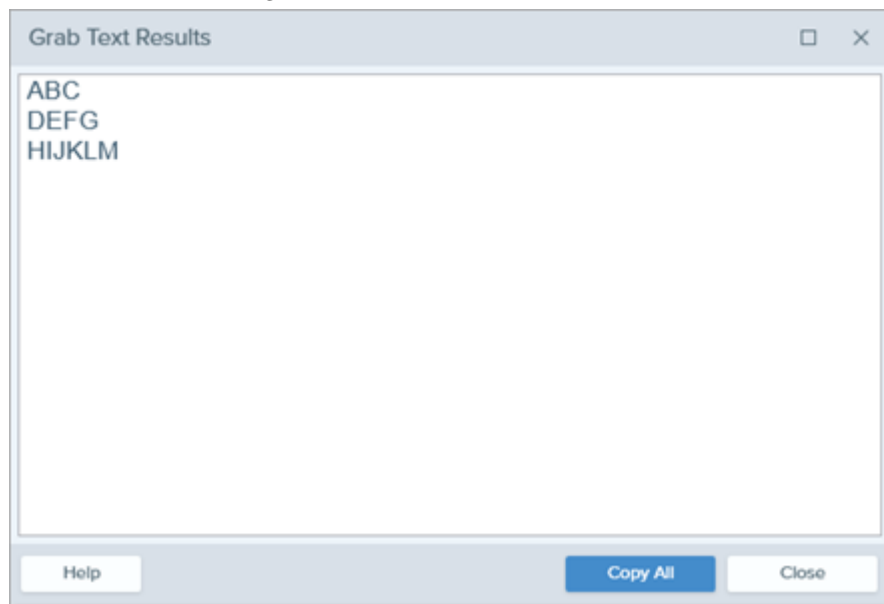 Grab Text Results
ABC
DEFG
HIJKLM
Help
Copy All
Close